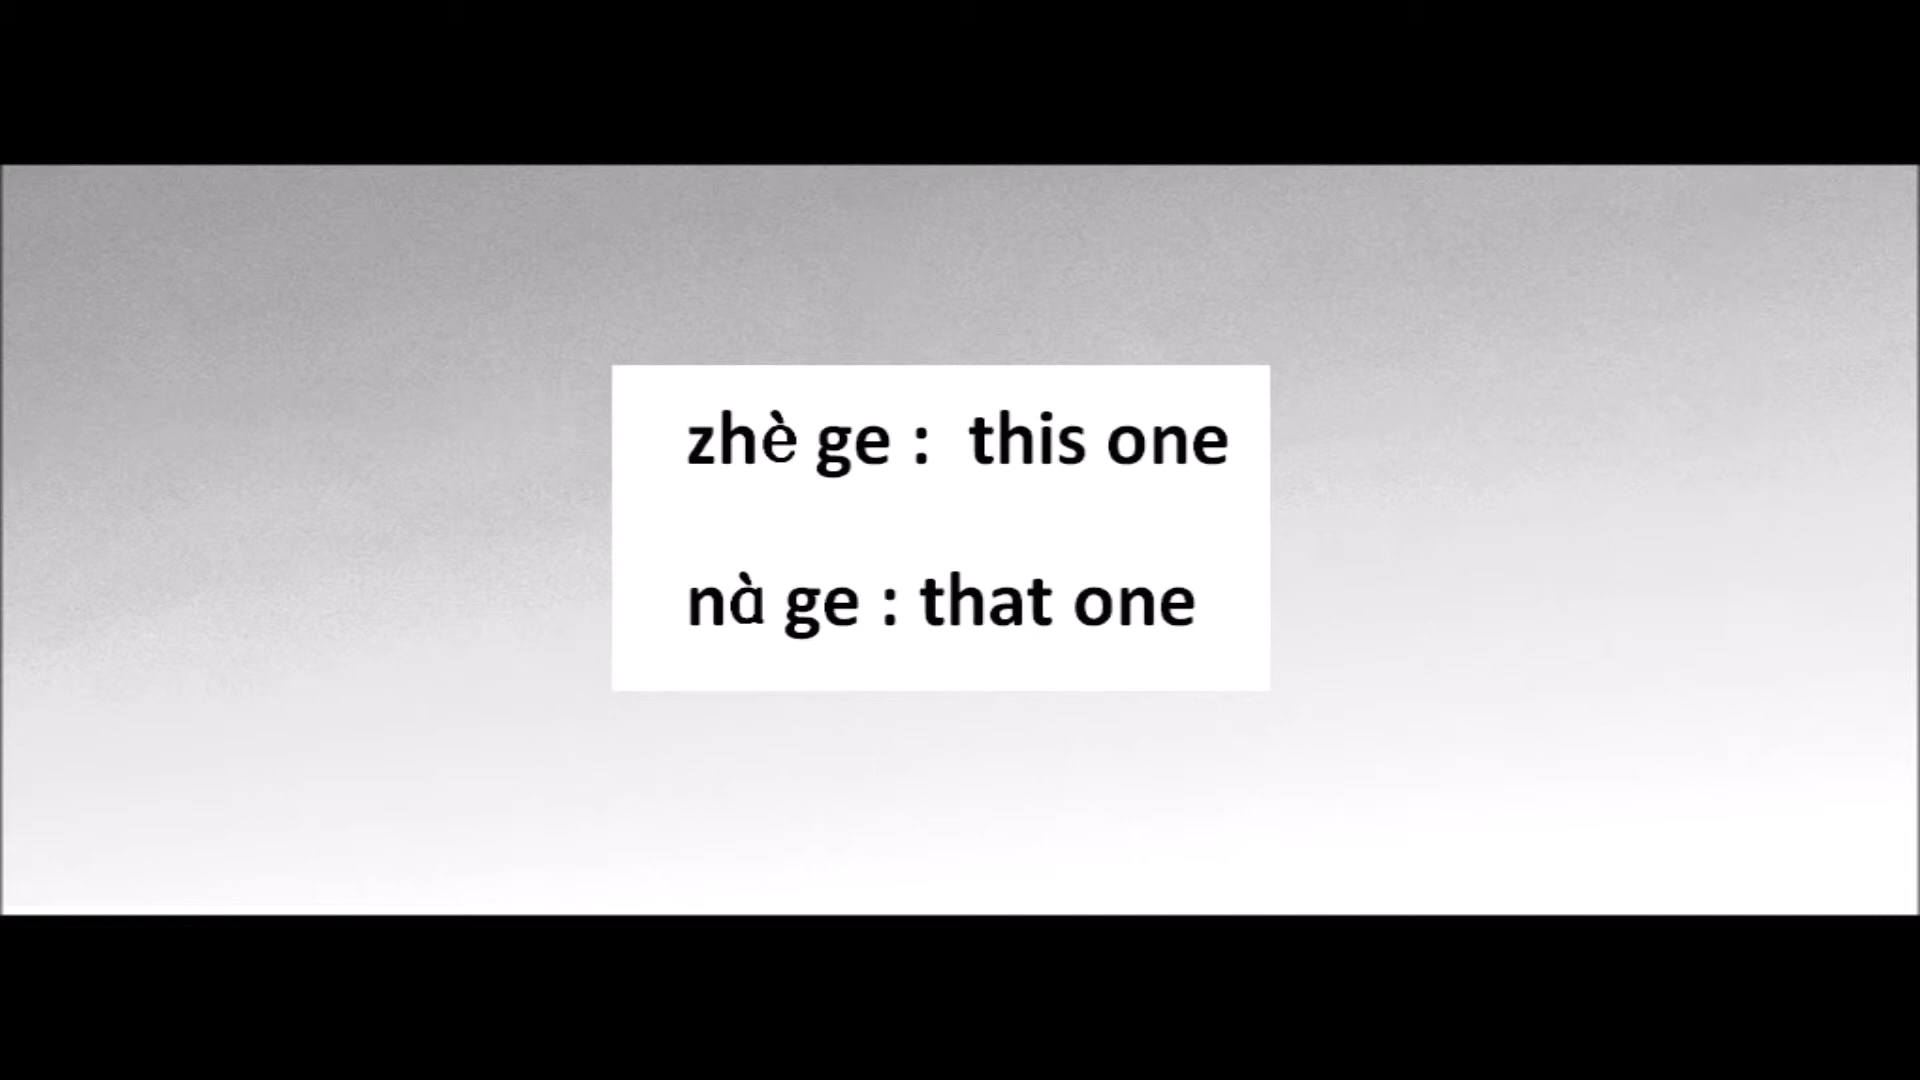 zhè ge :  this one
nà ge : that one